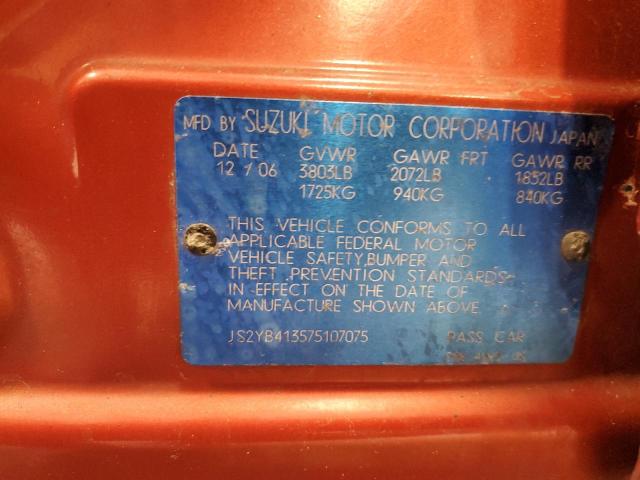 MFD BY SUZUKI MOTOR CORPORATION JAPAN
DATE GVWR GAWR FRT GAWR RR
12 / 06 3803LB 2072LB 1852LB
1725KG 940KG 840KG
THIS VEHICLE CONFORMS TO ALL
APPLICABLE FEDERAL MOTOR
VEHICLE SAFETY,BUMPER AND
THEFT PREVENTION STANDARDS
IN EFFECT ON THE DATE OF
MANUFACTURE SHOWN ABOVE.
JS2YB413575107075 PASS CAR